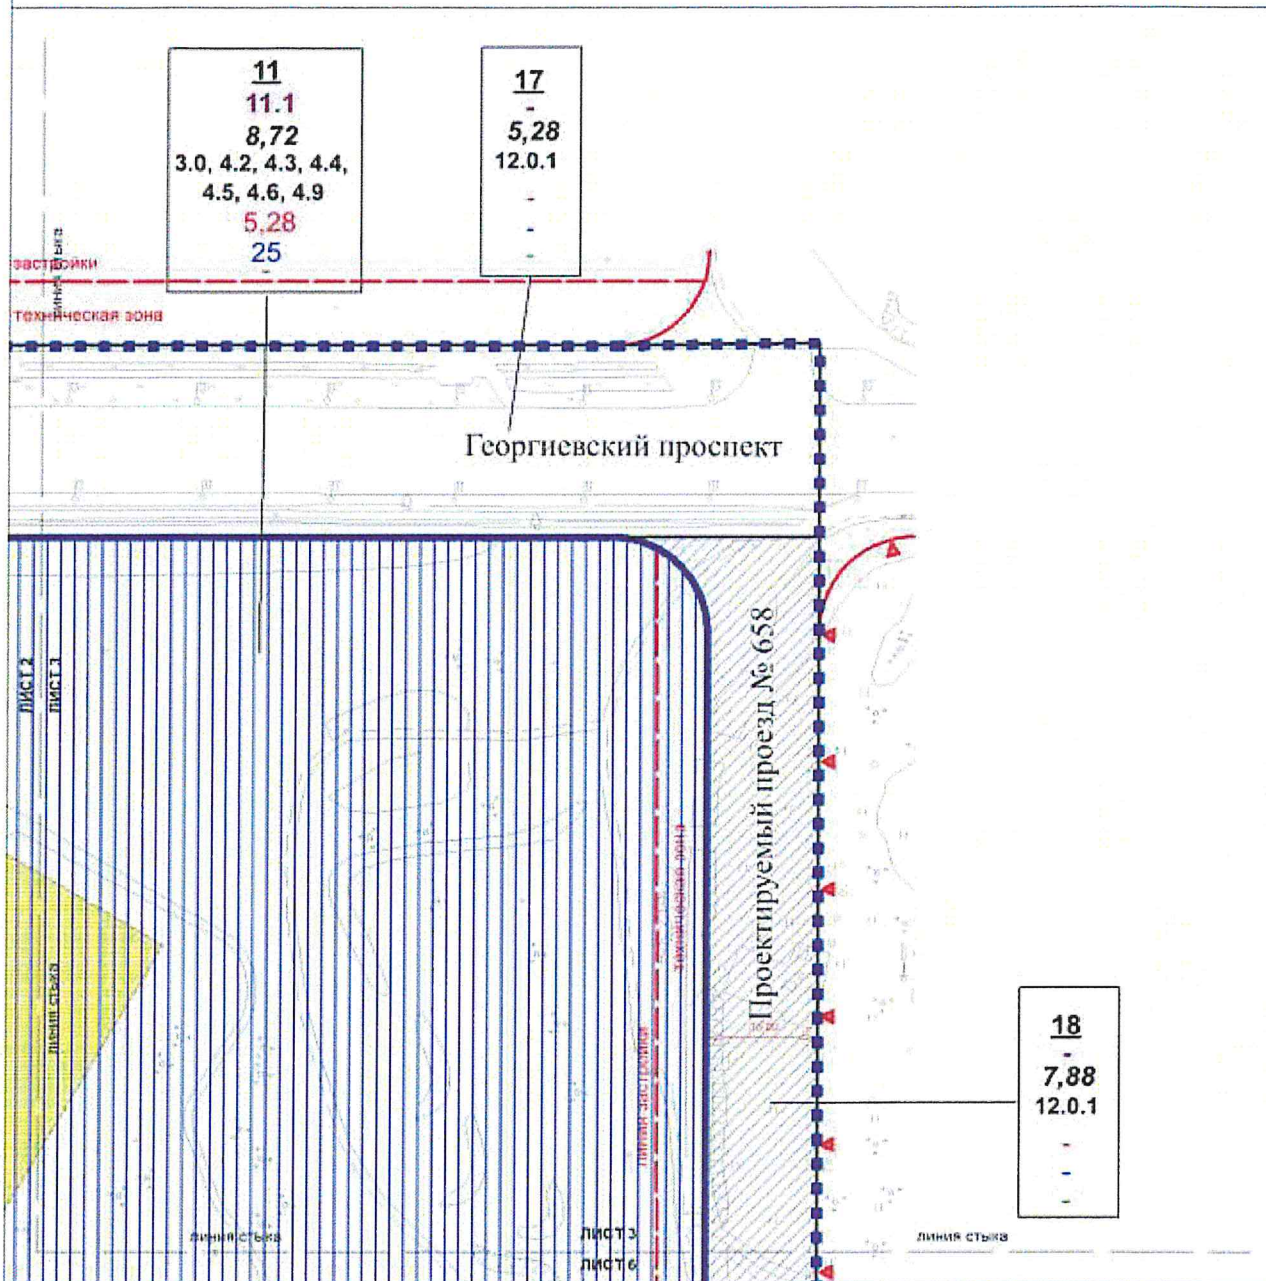 11
11.1
8,72
3.0, 4.2, 4.3, 4.4,
4.5, 4.6, 4.9
5,28
25
-
17
-
5,28
12.0.1
-
-
-
застройки
линия стыка
техническая зона
Георгиевский проспект
ЛИСТ 2
ЛИСТ 3
Проектируемый проезд № 658
техническая зона
линия стыка
линия застройки
18
-
7,88
12.0.1
-
-
-
линия стыка
ЛИСТ 3
ЛИСТ 6
линия стыка